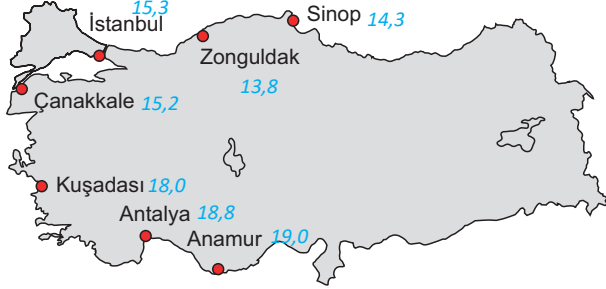 15,3
İstanbul
Sinop 14,3
Zonguldak
13,8
Çanakkale 15,2
Kuşadası 18,0
Antalya 18,8
Anamur 19,0